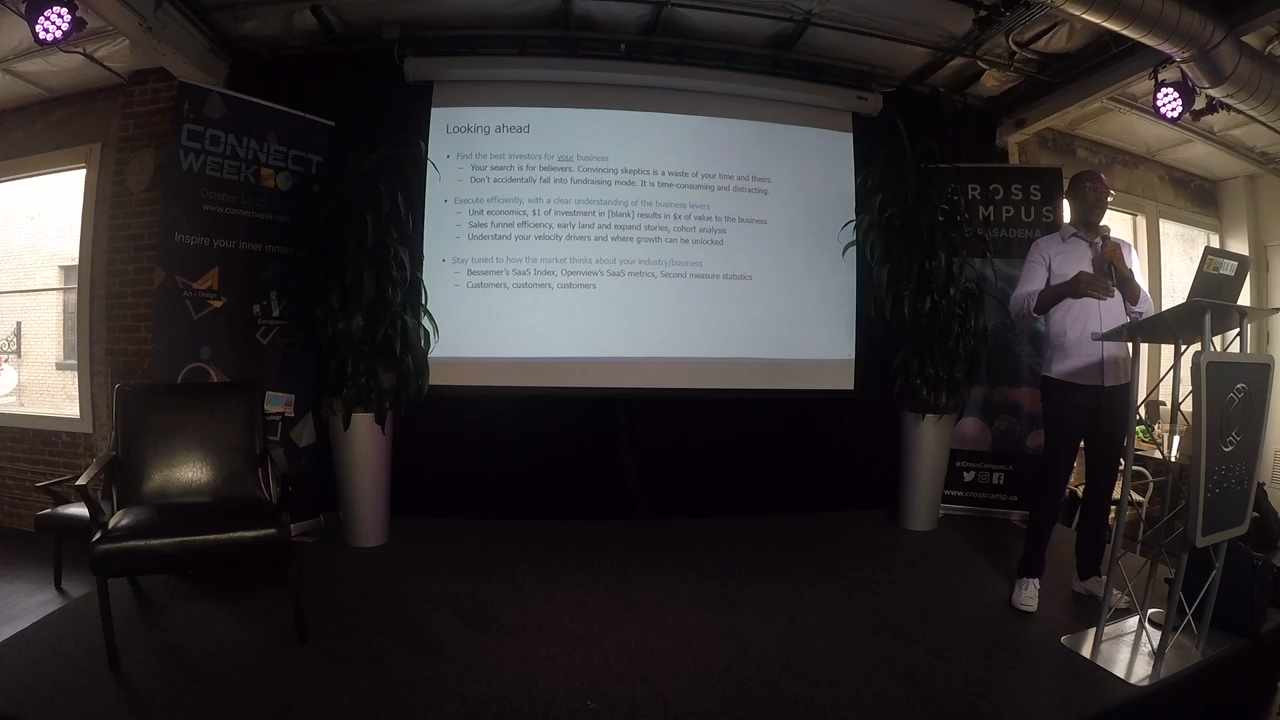 Looking ahead
• Find the best investors for your business
– Your search is for believers. Convincing skeptics is a waste of your time and theirs.
– Don't accidentally fall into fundraising mode. It is time-consuming and distracting.
• Execute efficiently, with a clear understanding of the business levers
– Unit economics, $1 of investment in [blank] results in $x of value to the business
– Sales funnel efficiency, early land and expand stories, cohort analysis
– Understand your velocity drivers and where growth can be unlocked
• Stay tuned to how the market thinks about your industry/business
– Bessemer's SaaS Index, Openview's SaaS metrics, Second measure statistics
– Customers, customers, customers
CONNECT
WEEK
October
www.connectweek.com
Inspire your inner
Art + Design
ROSS
AMPUS
PASADENA
@CrossCampusLA
www.crosscamp.us